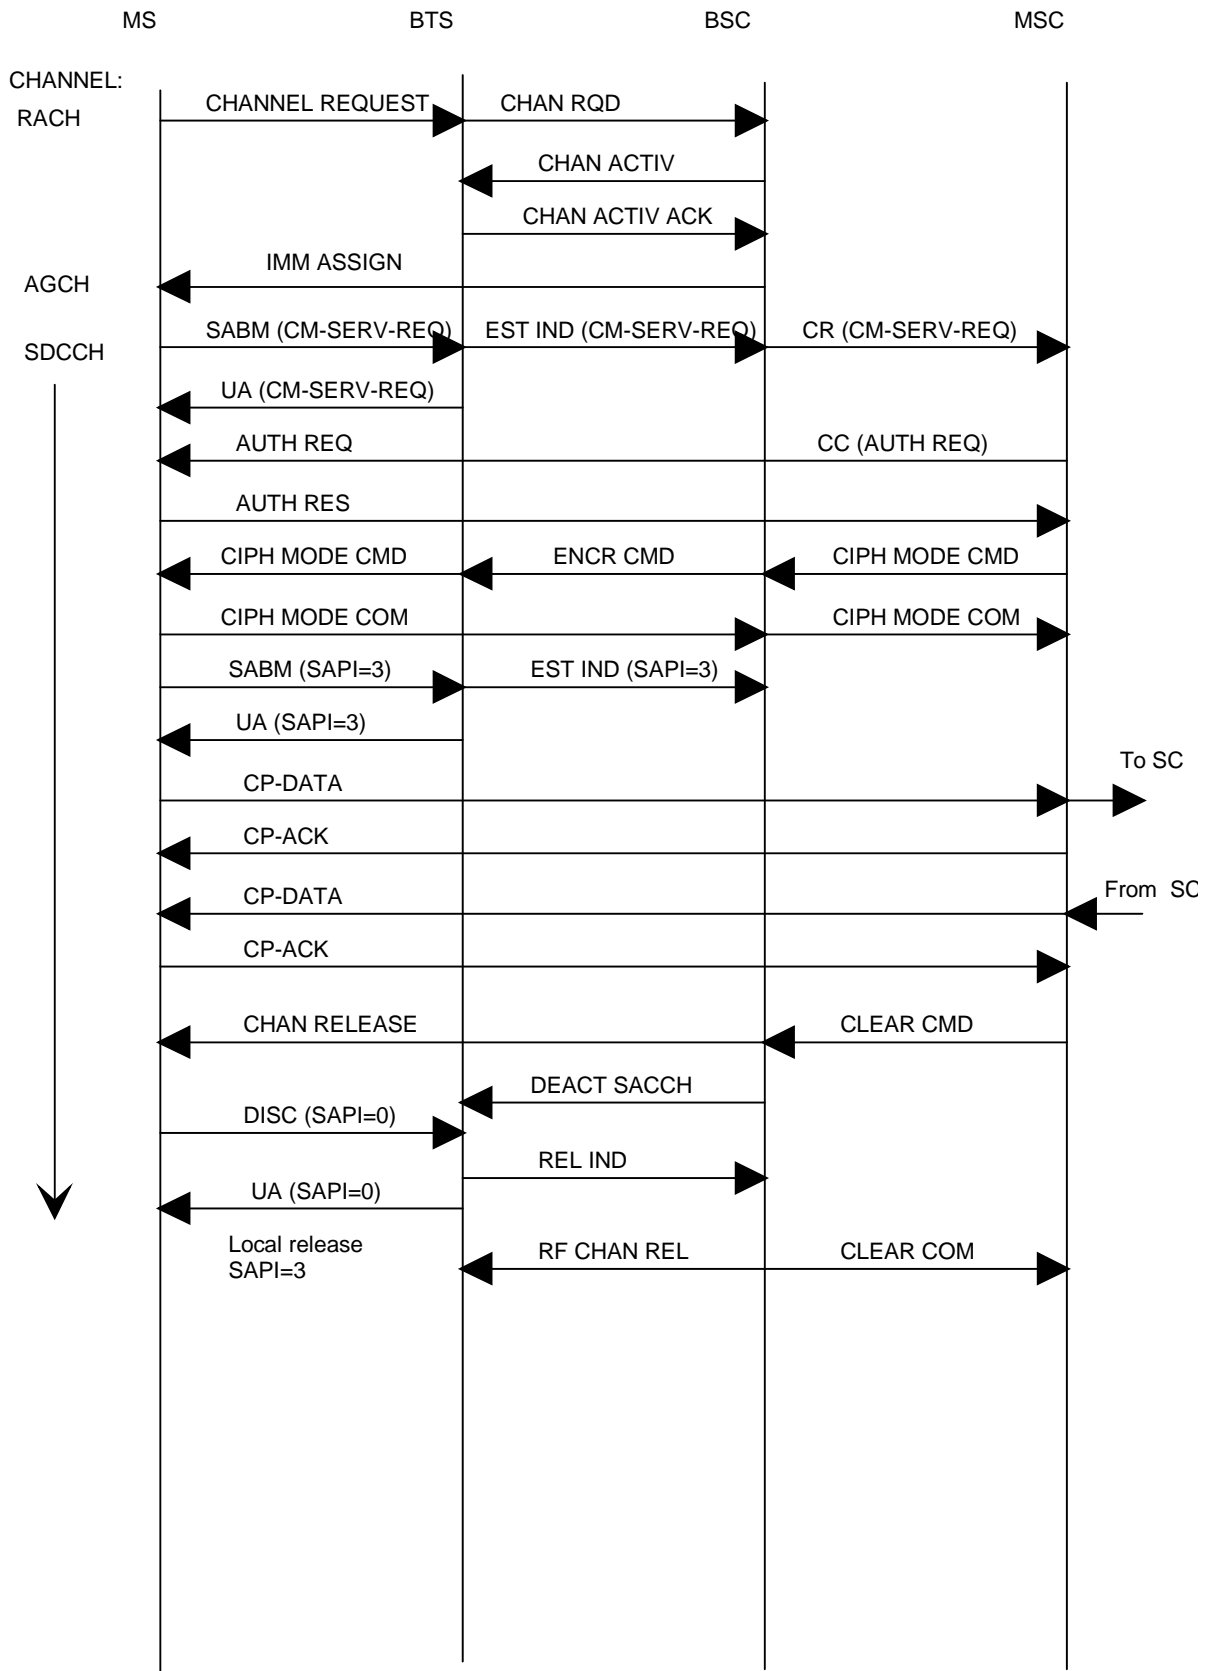 MS BTS BSC MSC
CHANNEL:
CHANNEL REQUEST CHAN RQD
RACH
CHAN ACTIV
CHAN ACTIV ACK
IMM ASSIGN
AGCH
SABM (CM-SERV-REQ) EST IND (CM-SERV-REQ) CR (CM-SERV-REQ)
SDCCH
UA (CM-SERV-REQ)
AUTH REQ CC (AUTH REQ)
AUTH RES
CIPH MODE CMD ENCR CMD CIPH MODE CMD
CIPH MODE COM CIPH MODE COM
SABM (SAPI=3) EST IND (SAPI=3)
UA (SAPI=3)
To SC
CP-DATA
CP-ACK
From SC
CP-DATA
CP-ACK
CHAN RELEASE CLEAR CMD
DEACT SACCH
DISC (SAPI=0)
REL IND
UA (SAPI=0)
Local release RF CHAN REL CLEAR COM
SAPI=3